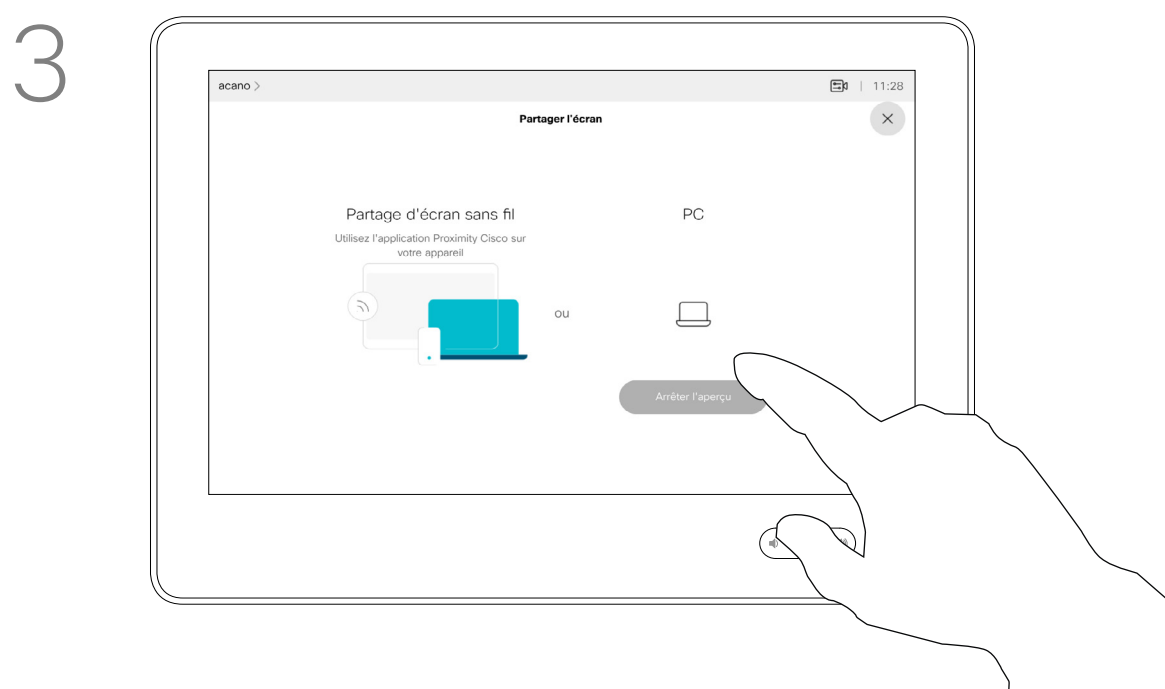 3
acano >
11:28
Partager l'écran
Partage d'écran sans fil
Utilisez l'application Proximity Cisco sur
votre appareil
ou
PC
Arrêter l'aperçu